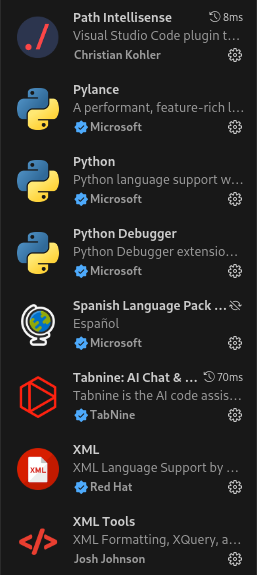 Path Intellisense 8ms
Visual Studio Code plugin t...
Christian Kohler
Pylance
A performant, feature-rich l...
Microsoft
Python
Python language support w...
Microsoft
Python Debugger
Python Debugger extensio...
Microsoft
Spanish Language Pack ...
Español
Microsoft
Tabnine: AI Chat & ... 70ms
Tabnine is the AI code assis...
TabNine
XML
XML
XML Language Support by ...
Red Hat
XML Tools
XML Formatting, XQuery, a...
Josh Johnson